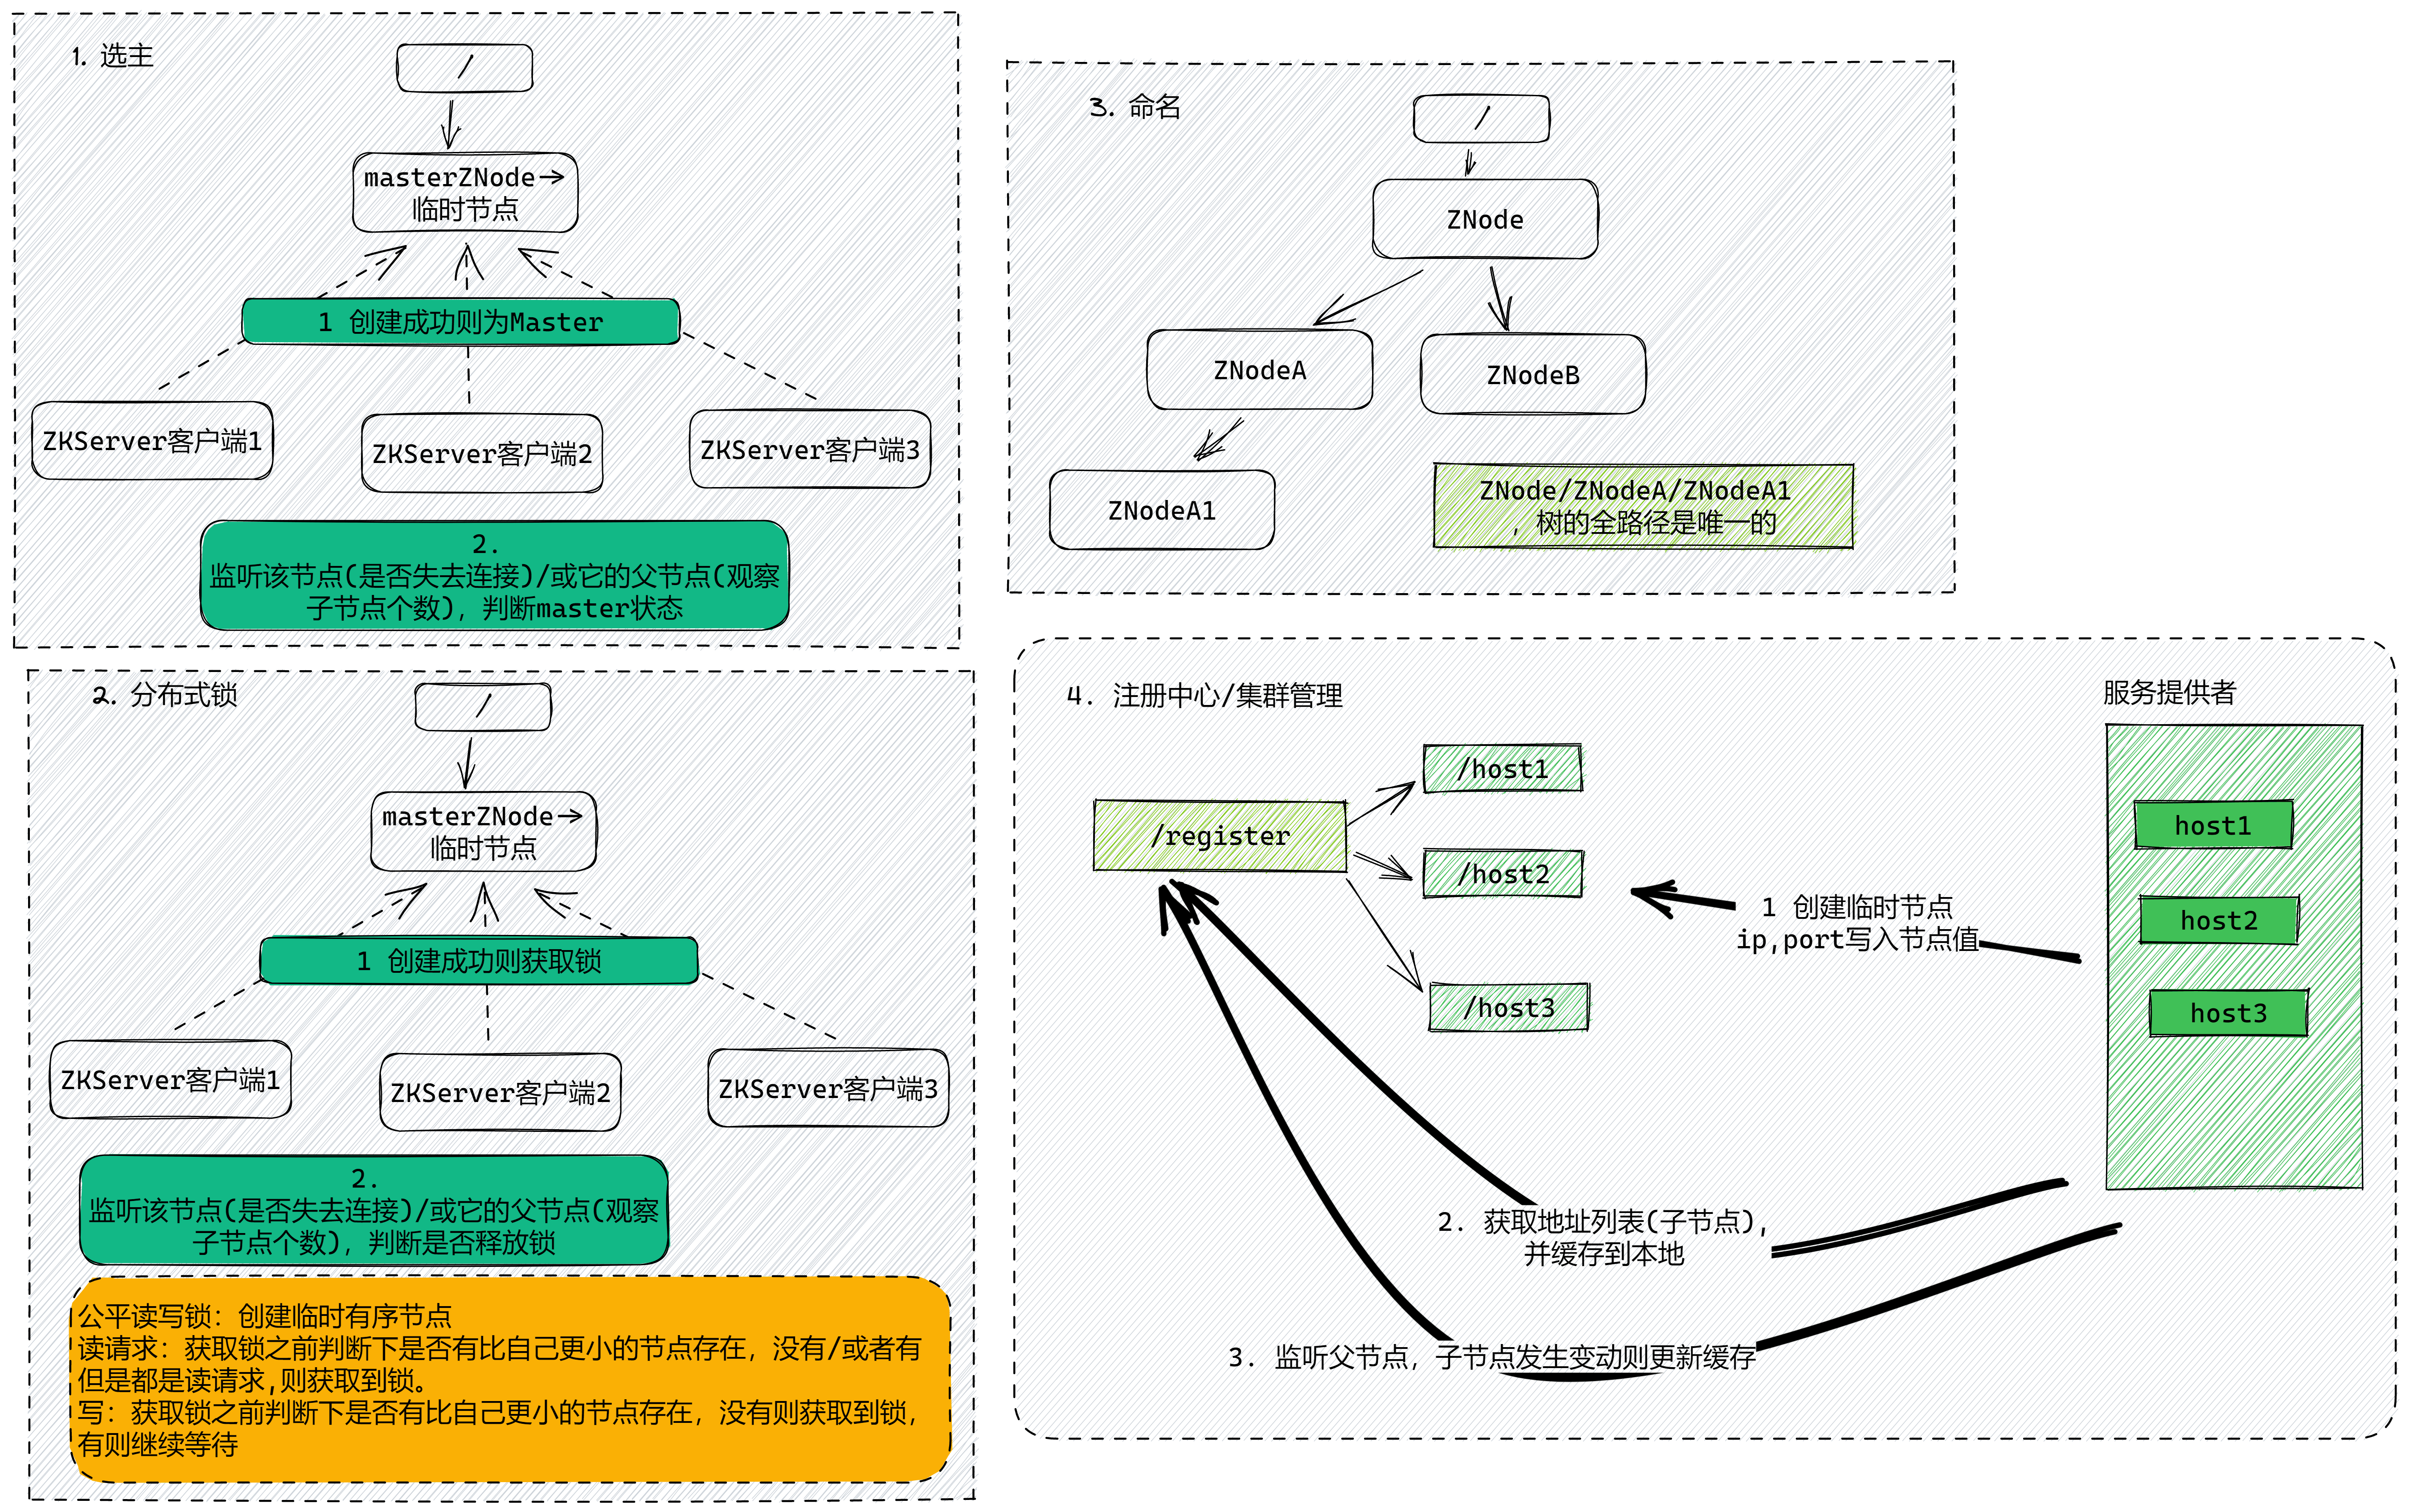 1. 选主
/
masterZNode->
临时节点
1 创建成功则为Master
ZKServer客户端1
ZKServer客户端2
ZKServer客户端3
2.
监听该节点(是否失去连接)/或它的父节点(观察
子节点个数)，判断master状态
2. 分布式锁
/
masterZNode->
临时节点
1 创建成功则获取锁
ZKServer客户端1
ZKServer客户端2
ZKServer客户端3
2.
监听该节点(是否失去连接)/或它的父节点(观察
子节点个数)，判断是否释放锁
公平读写锁：创建临时有序节点
读请求：获取锁之前判断下是否有比自己更小的节点存在，没有/或者有
但是都是读请求,则获取到锁。
写：获取锁之前判断下是否有比自己更小的节点存在，没有则获取到锁，
有则继续等待
3. 命名
/
ZNode
ZNodeA
ZNodeB
ZNodeA1
ZNode/ZNodeA/ZNodeA1
，树的全路径是唯一的
4. 注册中心/集群管理
服务提供者
/register
/host1
/host2
/host3
host1
host2
host3
1 创建临时节点
ip,port写入节点值
2. 获取地址列表(子节点)，
并缓存到本地
3. 监听父节点，子节点发生变动则更新缓存